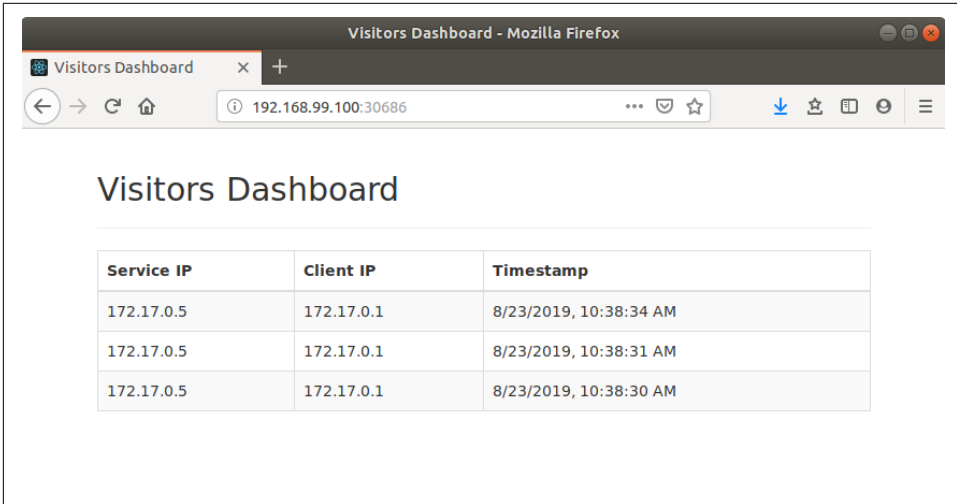 Visitors Dashboard - Mozilla Firefox
Visitors Dashboard
192.168.99.100:30686
Visitors Dashboard
Service IP Client IP Timestamp
172.17.0.5 172.17.0.1 8/23/2019, 10:38:34 AM
172.17.0.5 172.17.0.1 8/23/2019, 10:38:31 AM
172.17.0.5 172.17.0.1 8/23/2019, 10:38:30 AM